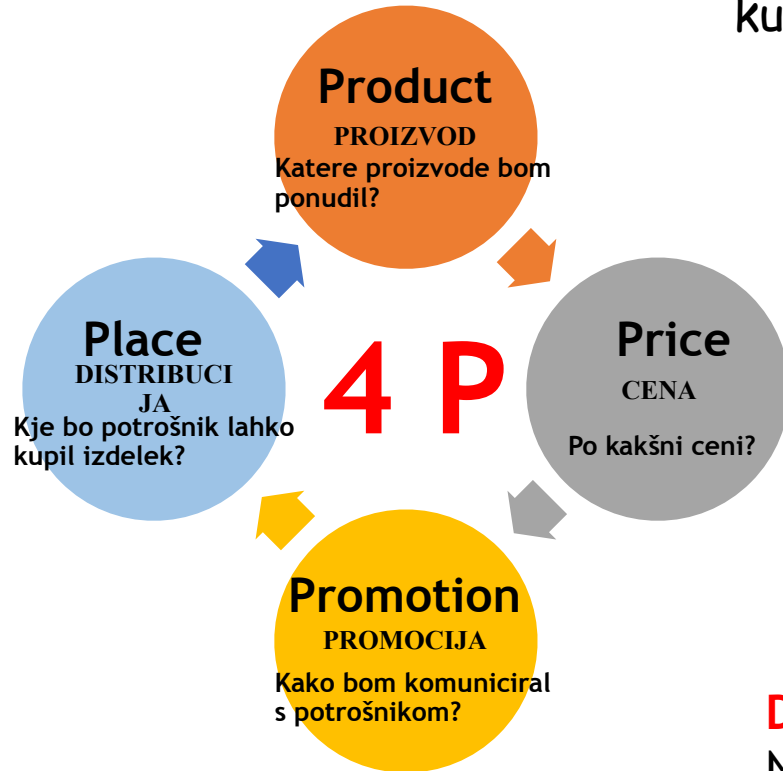 ku
Product
PROIZVOD
Katere proizvode bom
ponudil?
Place
DISTRIBUCI
JA
Kje bo potrošnik lahko
kupil izdelek?
4 P
Price
CENA
Po kakšni ceni?
Promotion
PROMOCIJA
Kako bom komuniciral
s potrošnikom?